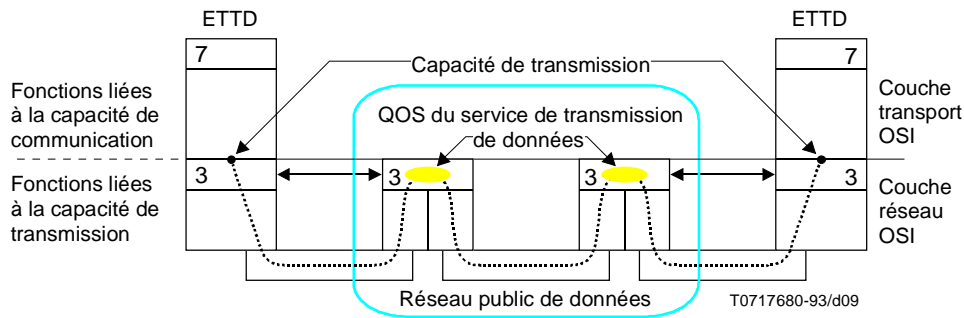 ETTD
ETTD
7
7
Capacité de transmission
Fonctions liées
à la capacité de
communication
QOS du service de transmission
de données
Couche
transport
OSI
3
3
3
3
Fonctions liées
à la capacité de
transmission
Couche
réseau
OSI
Réseau public de données
T0717680-93/d09